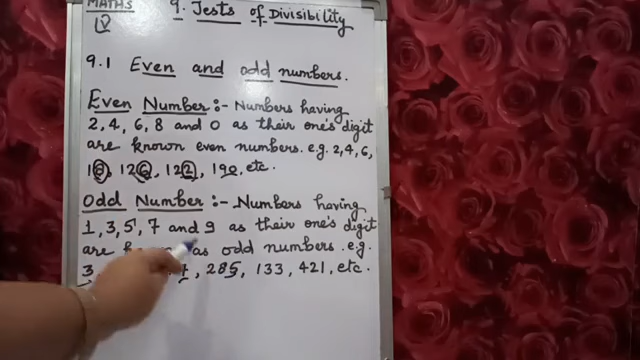 MATHS
V
9. Tests of Divisibility
9.1 Even and odd numbers.
Even Number :- Numbers having
2, 4, 6, 8 and 0 as their one's digit
are known even numbers. e.g. 2, 4, 6,
18, 126, 122, 190, etc.
Odd Number :- Numbers having
1, 3, 5, 7 and 9 as their one's digit
are known as odd numbers. e.g.
3 , 285, 133, 421, etc.